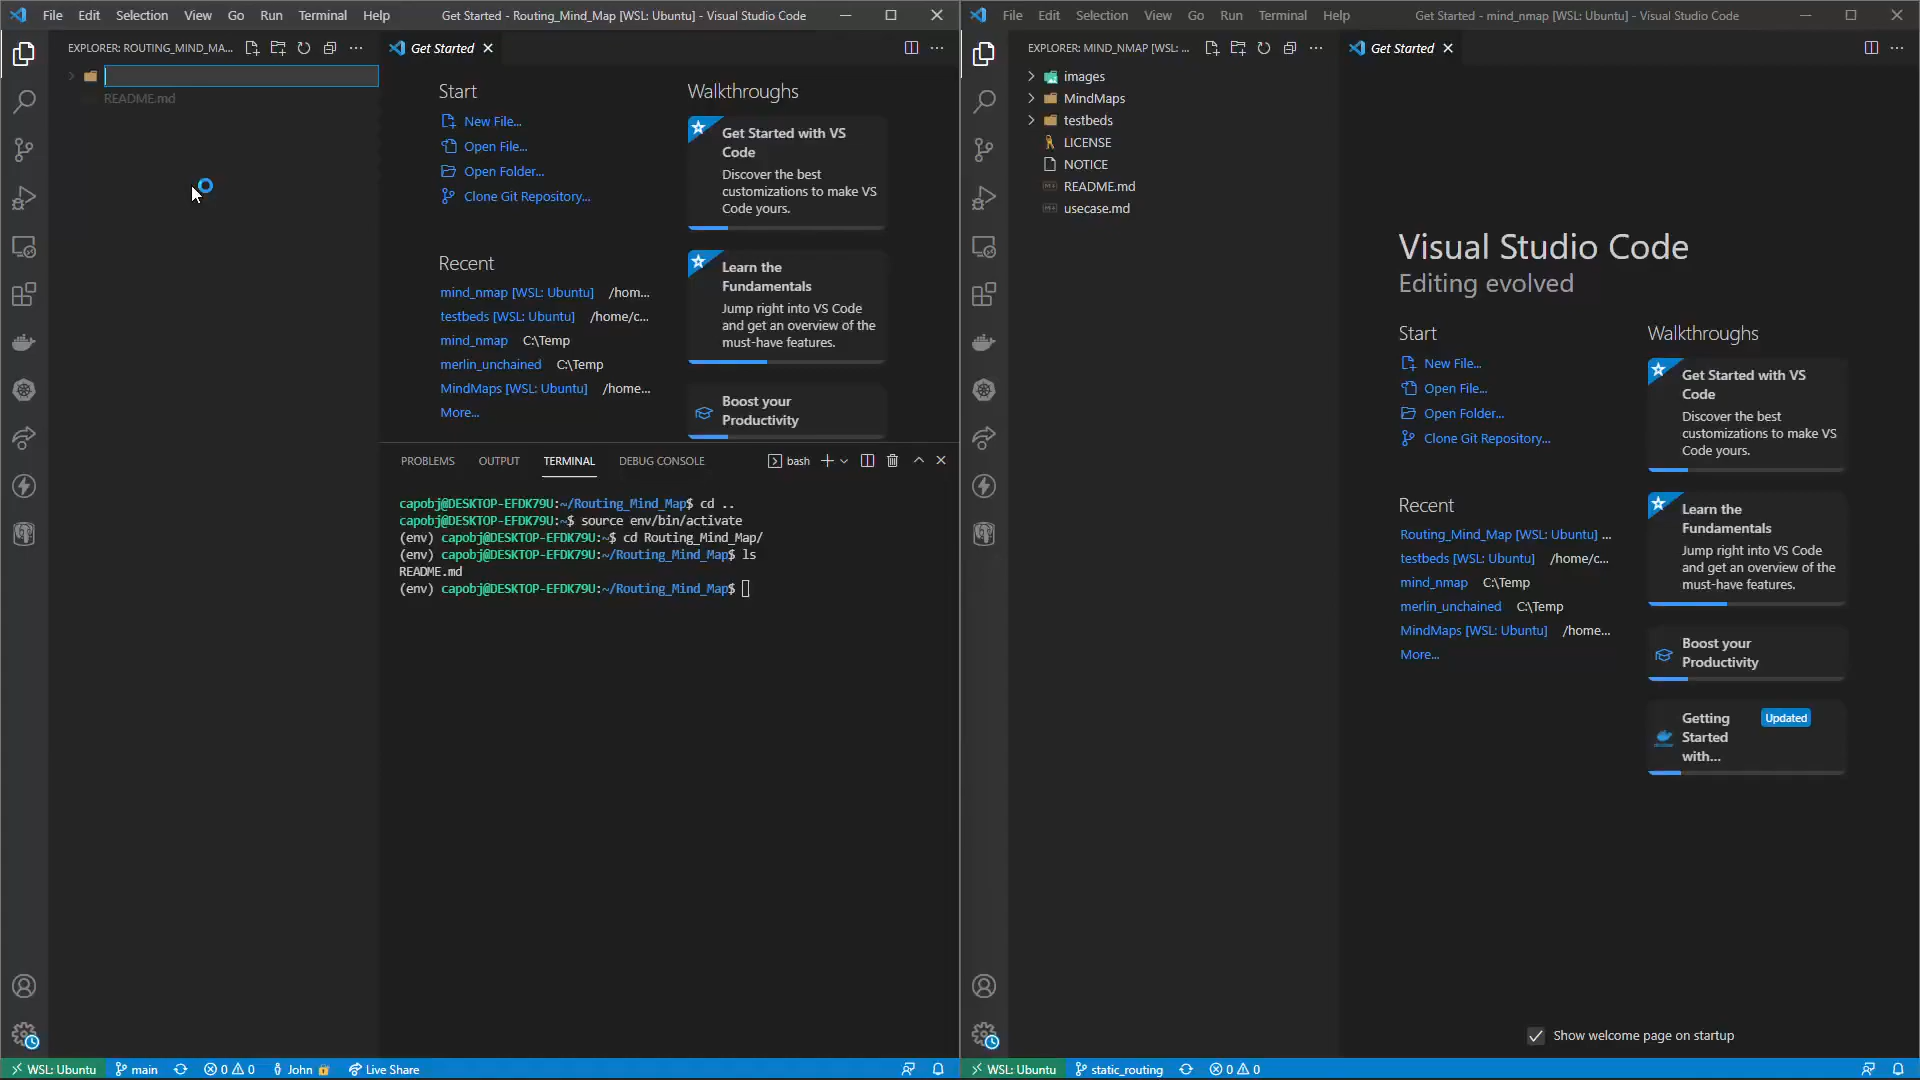 File Edit Selection View Go Run Terminal Help
Get Started - Routing_Mind_Map [WSL: Ubuntu] - Visual Studio Code
EXPLORER: ROUTING_MIND_MA...
README.md
Get Started
Start
New File...
Open File...
Open Folder...
Clone Git Repository...
Recent
mind_nmap [WSL: Ubuntu] /hom...
testbeds [WSL: Ubuntu] /home/c...
mind_nmap C:\Temp
merlin_unchained C:\Temp
MindMaps [WSL: Ubuntu] /home...
More...
Walkthroughs
Get Started with VS
Code
Discover the best
customizations to make VS
Code yours.
Learn the
Fundamentals
Jump right into VS Code
and get an overview of the
must-have features.
Boost your
Productivity
PROBLEMS OUTPUT TERMINAL DEBUG CONSOLE
bash
capobj@DESKTOP-EFDK79U:~/Routing_Mind_Map$ cd ..
capobj@DESKTOP-EFDK79U:~$ source env/bin/activate
(env) capobj@DESKTOP-EFDK79U:~$ cd Routing_Mind_Map/
(env) capobj@DESKTOP-EFDK79U:~/Routing_Mind_Map$ ls
README.md
(env) capobj@DESKTOP-EFDK79U:~/Routing_Mind_Map$
WSL: Ubuntu main 0 0 John Live Share
File Edit Selection View Go Run Terminal Help
Get Started - mind_nmap [WSL: Ubuntu] - Visual Studio Code
EXPLORER: MIND_NMAP [WSL: ...
images
MindMaps
testbeds
LICENSE
NOTICE
README.md
usecase.md
Get Started
Visual Studio Code
Editing evolved
Start
New File...
Open File...
Open Folder...
Clone Git Repository...
Recent
Routing_Mind_Map [WSL: Ubuntu] ...
testbeds [WSL: Ubuntu] /home/c...
mind_nmap C:\Temp
merlin_unchained C:\Temp
MindMaps [WSL: Ubuntu] /home...
More...
Walkthroughs
Get Started with VS
Code
Discover the best
customizations to make VS
Code yours.
Learn the
Fundamentals
Jump right into VS Code
and get an overview of the
must-have features.
Boost your
Productivity
Getting
Started
with...
Updated
Show welcome page on startup
WSL: Ubuntu static_routing 0 0